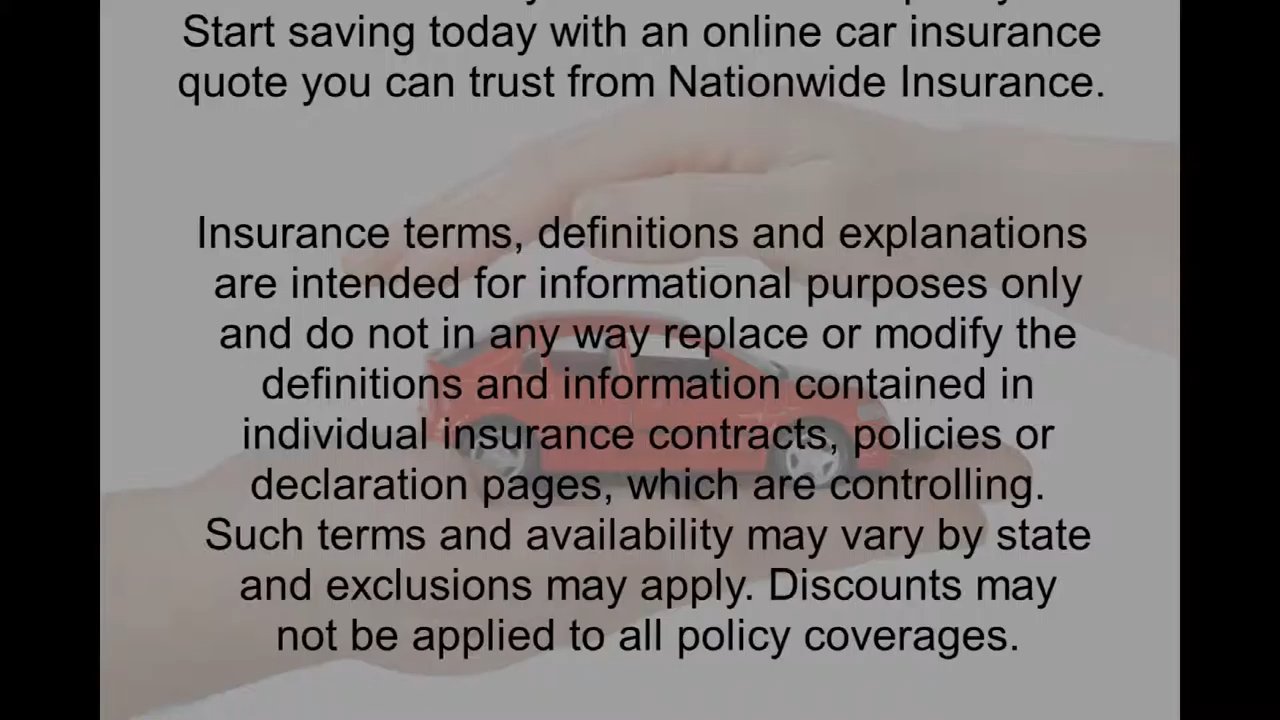 Start saving today with an online car insurance
quote you can trust from Nationwide Insurance.
Insurance terms, definitions and explanations
are intended for informational purposes only
and do not in any way replace or modify the
definitions and information contained in
individual insurance contracts, policies or
declaration pages, which are controlling.
Such terms and availability may vary by state
and exclusions may apply. Discounts may
not be applied to all policy coverages.